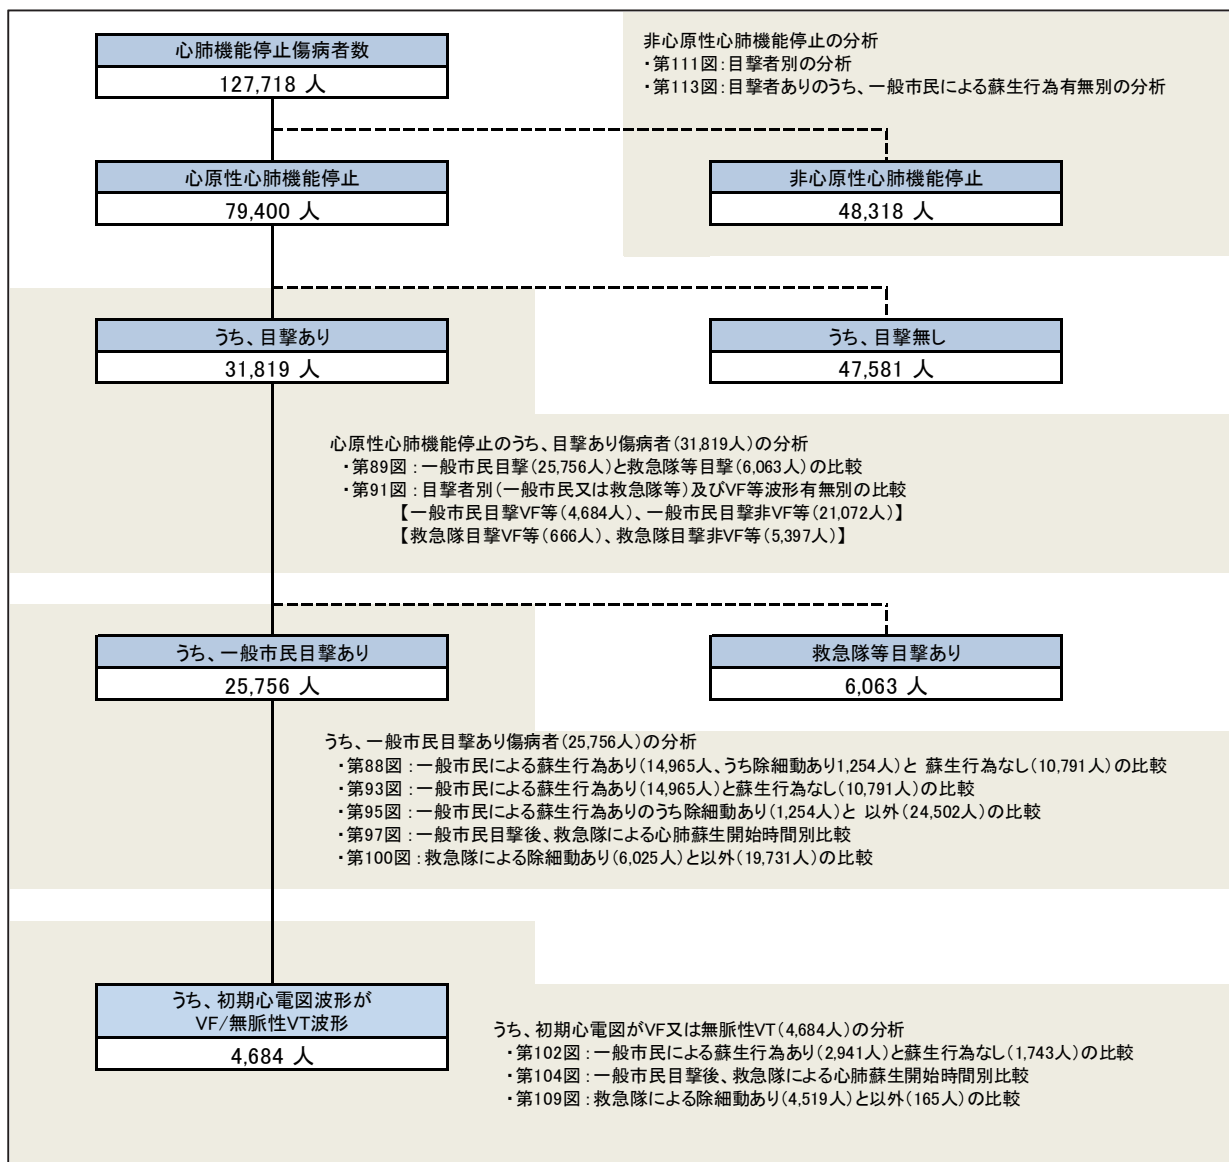 心肺機能停止傷病者数
127,718 人
非心原性心肺機能停止の分析
・第111図：目撃者別の分析
・第113図：目撃者ありのうち、一般市民による蘇生行為有無別の分析
心原性心肺機能停止
79,400 人
非心原性心肺機能停止
48,318 人
うち、目撃あり
31,819 人
うち、目撃無し
47,581 人
心原性心肺機能停止のうち、目撃あり傷病者（31,819人）の分析
・第89図：一般市民目撃（25,756人）と救急隊等目撃（6,063人）の比較
・第91図：目撃者別（一般市民又は救急隊等）及びVF等波形有無別の比較
【一般市民目撃VF等（4,684人）、一般市民目撃非VF等（21,072人）】
【救急隊目撃VF等（666人）、救急隊目撃非VF等（5,397人）】
うち、一般市民目撃あり
25,756 人
救急隊等目撃あり
6,063 人
うち、一般市民目撃あり傷病者（25,756人）の分析
・第88図：一般市民による蘇生行為あり（14,965人、うち除細動あり1,254人）と 蘇生行為なし（10,791人）の比較
・第93図：一般市民による蘇生行為あり（14,965人）と蘇生行為なし（10,791人）の比較
・第95図：一般市民による蘇生行為ありのうち除細動あり（1,254人）と 以外（24,502人）の比較
・第97図：一般市民目撃後、救急隊による心肺蘇生開始時間別比較
・第100図：救急隊による除細動あり（6,025人）と以外（19,731人）の比較
うち、初期心電図波形が
VF/無脈性VT波形
4,684 人
うち、初期心電図がVF又は無脈性VT（4,684人）の分析
・第102図：一般市民による蘇生行為あり（2,941人）と蘇生行為なし（1,743人）の比較
・第104図：一般市民目撃後、救急隊による心肺蘇生開始時間別比較
・第109図：救急隊による除細動あり（4,519人）と以外（165人）の比較